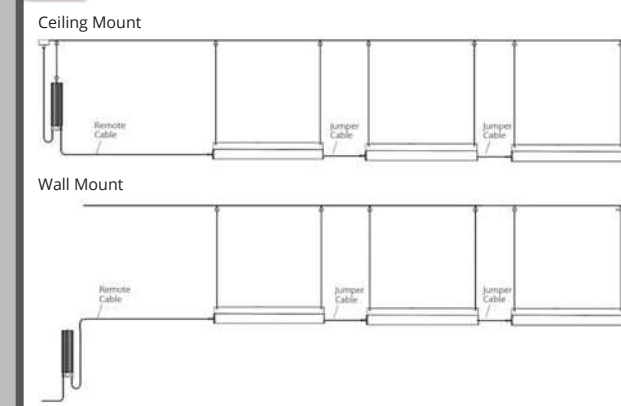 Ceiling Mount
Remote
Cable
Jumper
Cable
Jumper
Cable
Wall Mount
Remote
Cable
Jumper
Cable
Jumper
Cable